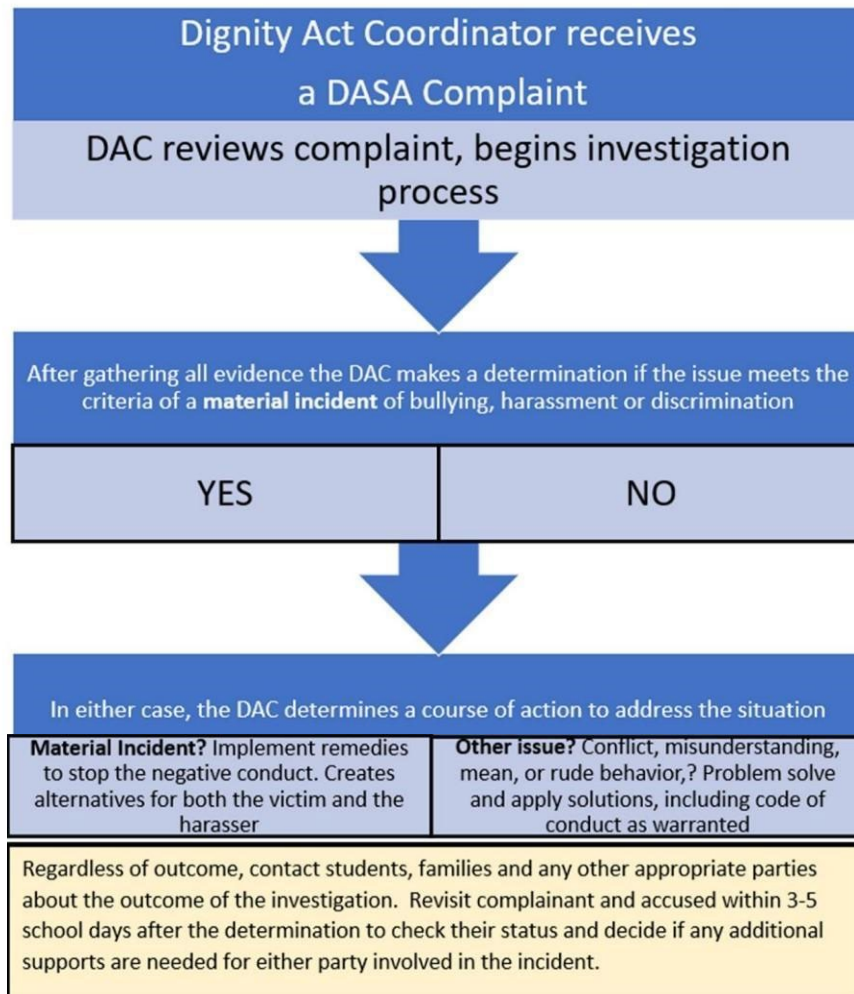 Dignity Act Coordinator receives
a DASA Complaint
DAC reviews complaint, begins investigation
process
After gathering all evidence the DAC makes a determination if the issue meets the
criteria of a material incident of bullying, harassment or discrimination
YES
NO
In either case, the DAC determines a course of action to address the situation
Material Incident? Implement remedies
to stop the negative conduct. Creates
alternatives for both the victim and the
harasser
Other issue? Conflict, misunderstanding,
mean, or rude behavior,? Problem solve
and apply solutions, including code of
conduct as warranted
Regardless of outcome, contact students, families and any other appropriate parties
about the outcome of the investigation.  Revisit complainant and accused within 3-5
school days after the determination to check their status and decide if any additional
supports are needed for either party involved in the incident.